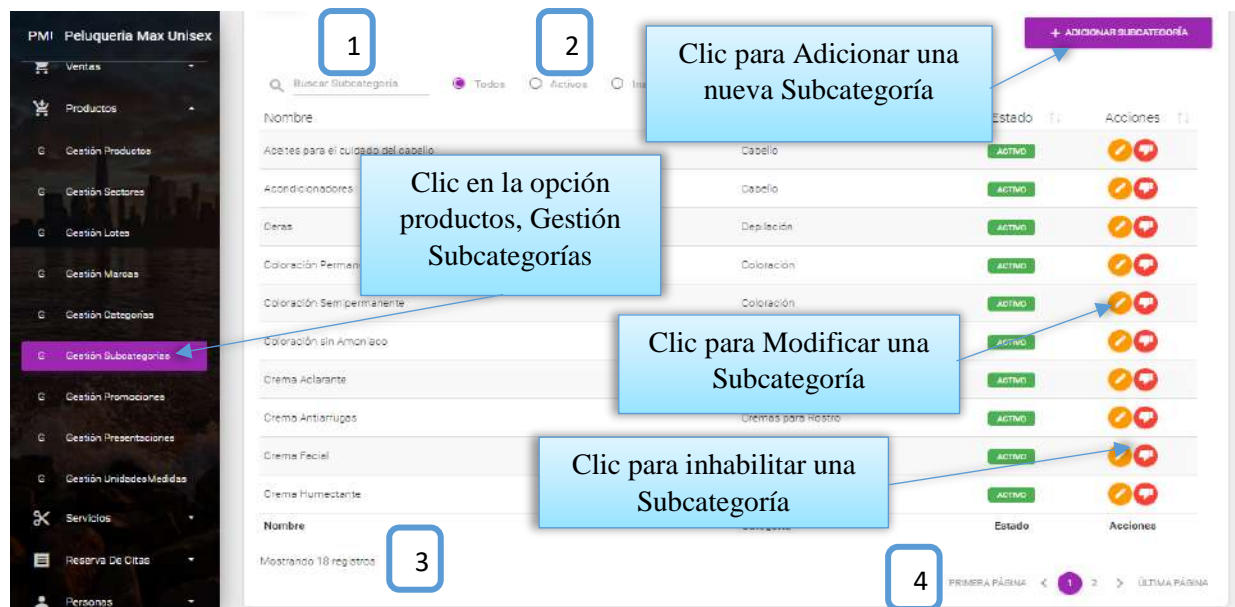 PMI Peluqueria Max Unisex
Ventas
Productos
G Gestión Productos
G Gestión Sectores
G Gestión Lotes
G Gestión Marcas
G Gestión Categorías
G Gestión Subcategorías
G Gestión Promociones
G Gestión Presentaciones
G Gestión UnidadesMedidas
Servicios
Reserva De Citas
Personas
1
2
+ ADICIONAR SUBCATEGORÍA
Buscar Subcategoría Todos Activos
Clic para Adicionar una
nueva Subcategoría
Nombre Estado Acciones
Aceites para el cuidado del cabello Cabello ACTIVO
Acondicionadores Cabello ACTIVO
Ceras Depilación ACTIVO
Coloración Coloración ACTIVO
Coloración Semipermanente Coloración ACTIVO
Coloración sin Amoniaco ACTIVO
Crema Aclarante ACTIVO
Crema Antiarrugas Cremas para Rostro ACTIVO
Crema Facial ACTIVO
Crema Humectante ACTIVO
Nombre Estado Acciones
Clic en la opción
productos, Gestión
Subcategorías
Clic para Modificar una
Subcategoría
Clic para inhabilitar una
Subcategoría
Mostrando 18 registros
3
4
PRIMERA PÁGINA < 1 2 > ÚLTIMA PÁGINA